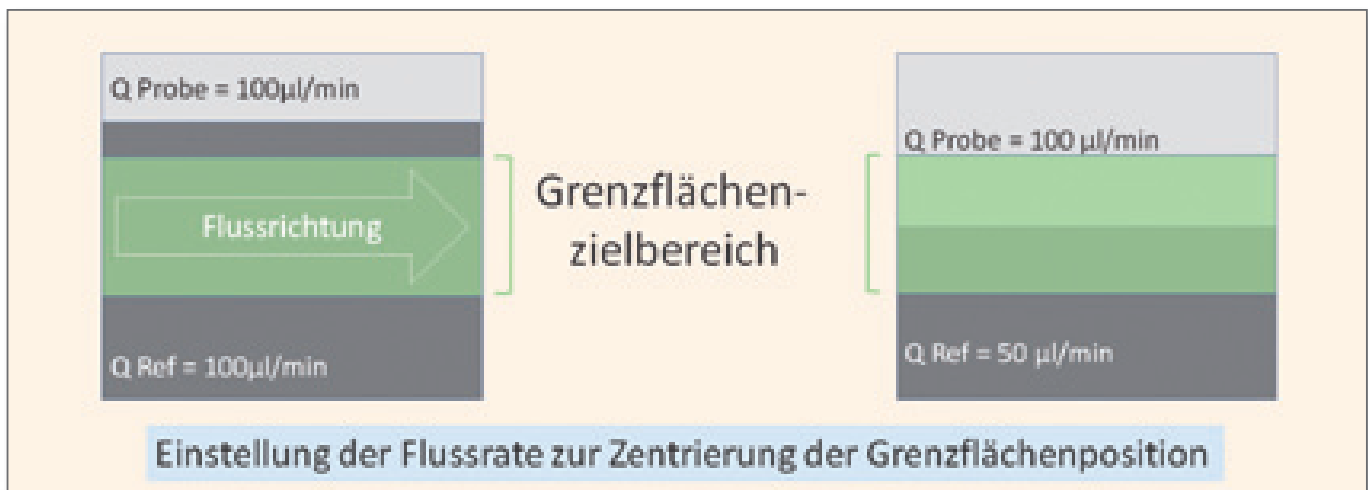 Q Probe = 100µl/min
Flussrichtung
Q Ref = 100µl/min
Grenzflächen-
zielbereich
Q Probe = 100 µl/min
Q Ref = 50 µl/min
Einstellung der Flussrate zur Zentrierung der Grenzflächenposition